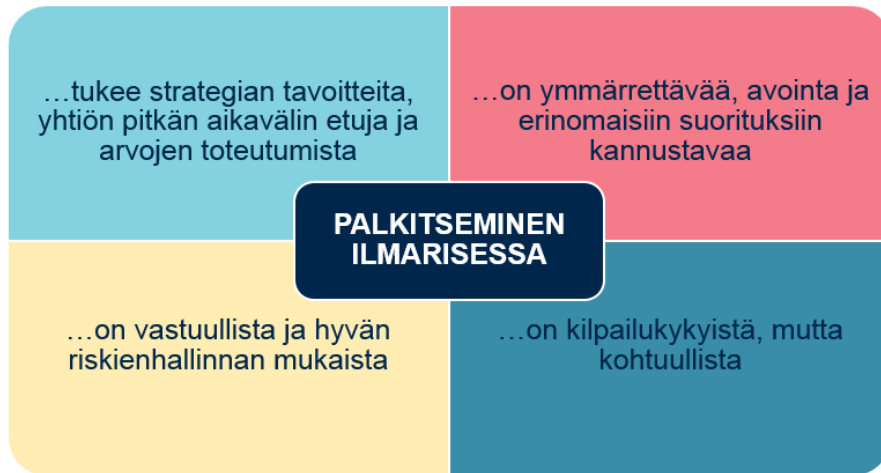 …tukee strategian tavoitteita,
yhtiön pitkän aikavälin etuja ja
arvojen toteutumista
…on ymmärrettävää, avointa ja
erinomaisiin suorituksiin
kannustavaa
PALKITSEMINEN
ILMARISESSA
…on vastuullista ja hyvän
riskienhallinnan mukaista
…on kilpailukykyistä, mutta
kohtuullista